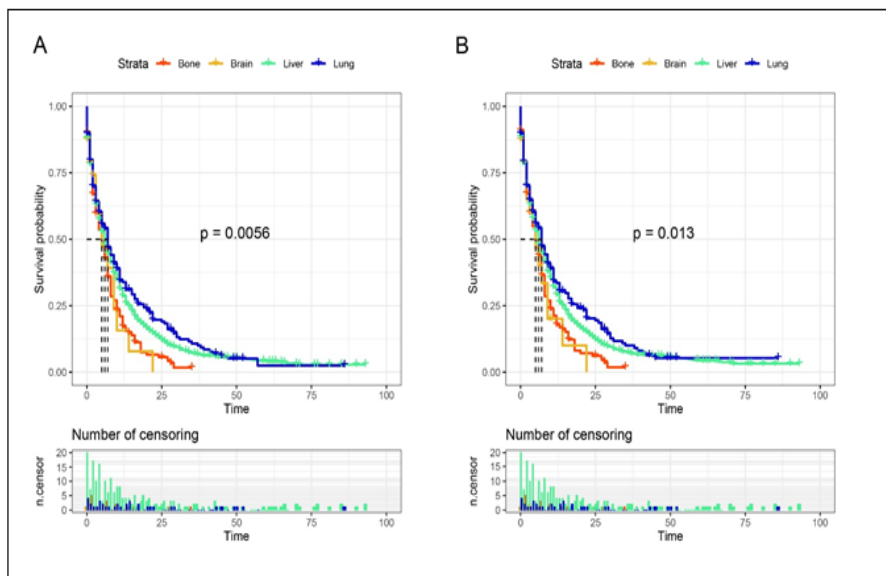 A
Strata Bone Brain Liver Lung
1.00
0.75
0.50
0.25
0.00
Survival probability
p = 0.0056
0 25 50 75 100
Time
Number of censoring
20
15
10
5
0
n.censor
0 25 50 75 100
Time
B
Strata Bone Brain Liver Lung
1.00
0.75
0.50
0.25
0.00
Survival probability
p = 0.013
0 25 50 75 100
Time
Number of censoring
20
15
10
5
0
n.censor
0 25 50 75 100
Time